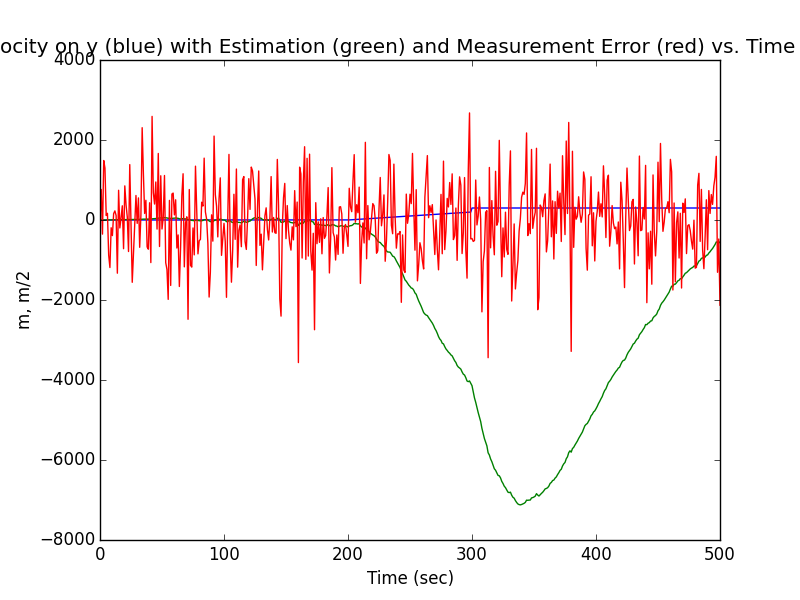 ocity on y (blue) with Estimation (green) and Measurement Error (red) vs. Time
4000
2000
0
−2000
−4000
−6000
−8000
m, m/2
0 100 200 300 400 500
Time (sec)